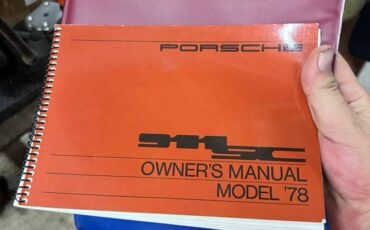 PORSCHE
911SC
OWNER'S MANUAL
MODEL '78